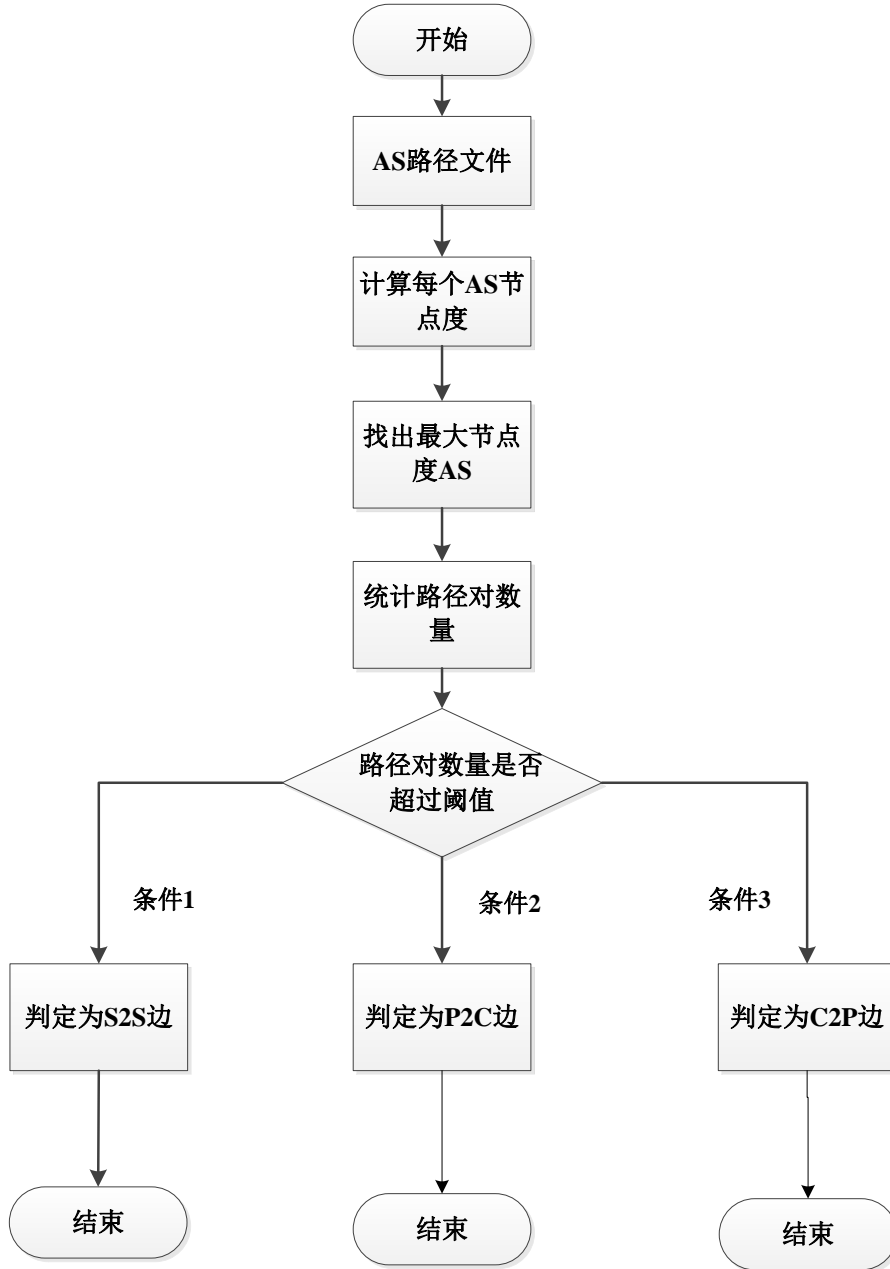 开始
AS路径文件
计算每个AS节
点度
找出最大节点
度AS
统计路径对数
量
路径对数量是否
超过阈值
条件1
条件2
条件3
判定为S2S边
判定为P2C边
判定为C2P边
结束
结束
结束